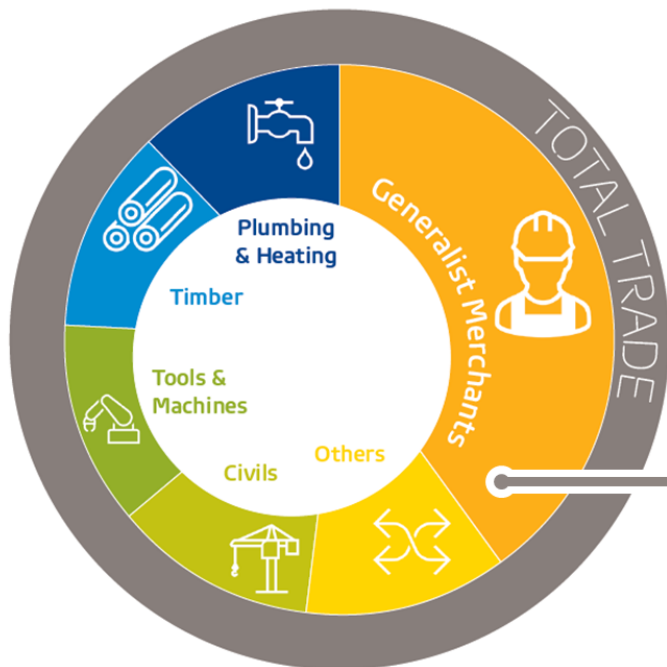 TOTAL TRADE
Generalist Merchants
Plumbing
& Heating
Timber
Tools &
Machines
Civils
Others